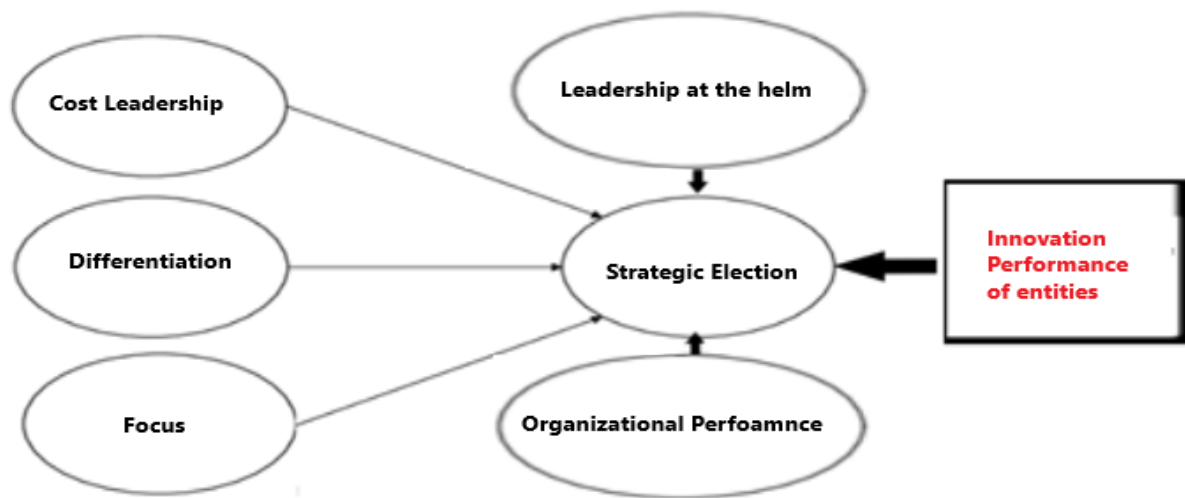 Cost Leadership
Leadership at the helm
Differentiation
Strategic Election
Innovation
Performance
of entities
Focus
Organizational Perfoamnce